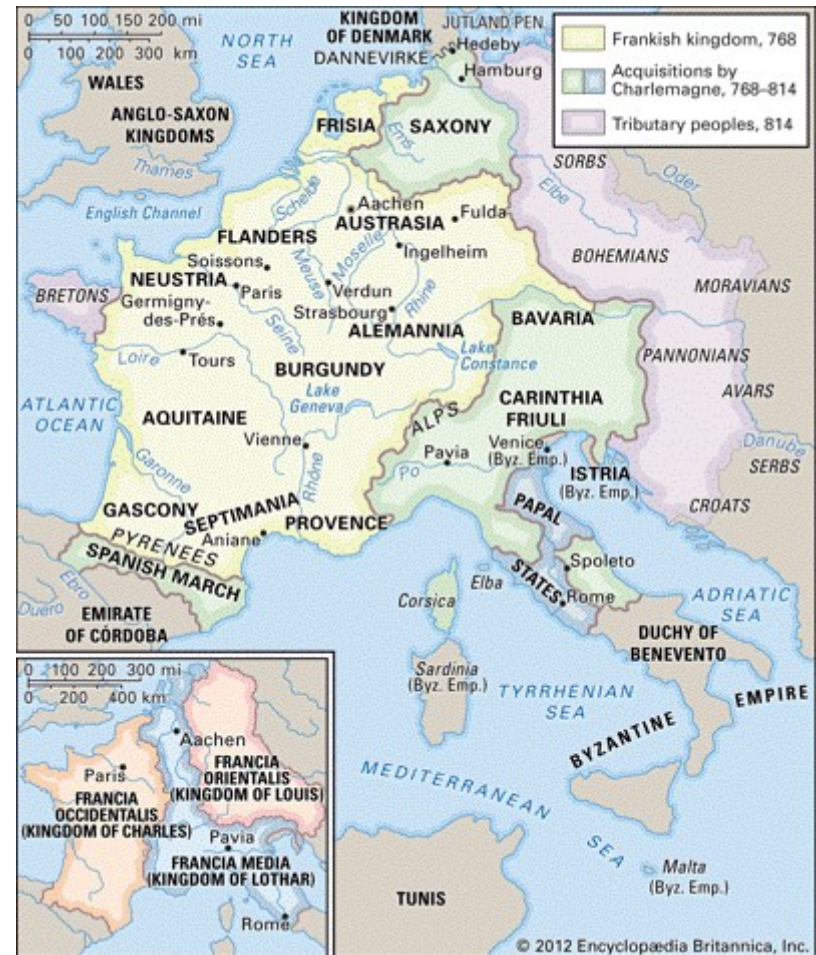 0 50 100 150 200 mi
0 100 200 300 km
NORTH
SEA
KINGDOM
OF DENMARK
DANNEVIRKE
JUTLAND PEN.
Hedeby
Hamburg
Frankish kingdom, 768
Acquisitions by
Charlemagne, 768–814
Tributary peoples, 814
WALES
ANGLO-SAXON
KINGDOMS
Thames
English Channel
FRISIA
SAXONY
Ems
SORBS
Elbe
Oder
Aachen
AUSTRASIA
Fulda
Schelde
FLANDERS
Soissons
Meuse
Moselle
Ingelheim
BOHEMIANS
MORAVIANS
BRETONS
NEUSTRIA
Paris
Germigny-
des-Prés
Verdun
Strasbourg
Rhine
Seine
ALEMANNIA
BAVARIA
PANNONIANS
Loire
Tours
BURGUNDY
Lake
Constance
Lake
Geneva
AVARS
ATLANTIC
OCEAN
AQUITAINE
ALPS
CARINTHIA
FRIULI
Vienne
Pavia
Venice
(Byz. Emp.)
Danube
SERBS
Garonne
Rhône
Po
ISTRIA
(Byz. Emp.)
CROATS
GASCONY
SEPTIMANIA
PROVENCE
PAPAL
STATES
PYRENEES
Aniane
SPANISH MARCH
Spoleto
Rome
Ebro
Duero
EMIRATE
OF CÓRDOBA
Corsica
Elba
ADRIATIC
SEA
DUCHY OF
BENEVENTO
Sardinia
(Byz. Emp.)
TYRRHENIAN
SEA
BYZANTINE
EMPIRE
MEDITERRANEAN
SEA
Malta
(Byz. Emp.)
TUNIS
0 100 200 300 mi
0 200 400 km
Aachen
Paris
FRANCIA
ORIENTALIS
(KINGDOM OF LOUIS)
FRANCIA
OCCIDENTALIS
(KINGDOM OF CHARLES)
Pavia
FRANCIA MEDIA
(KINGDOM OF LOTHAR)
Rome
© 2012 Encyclopædia Britannica, Inc.